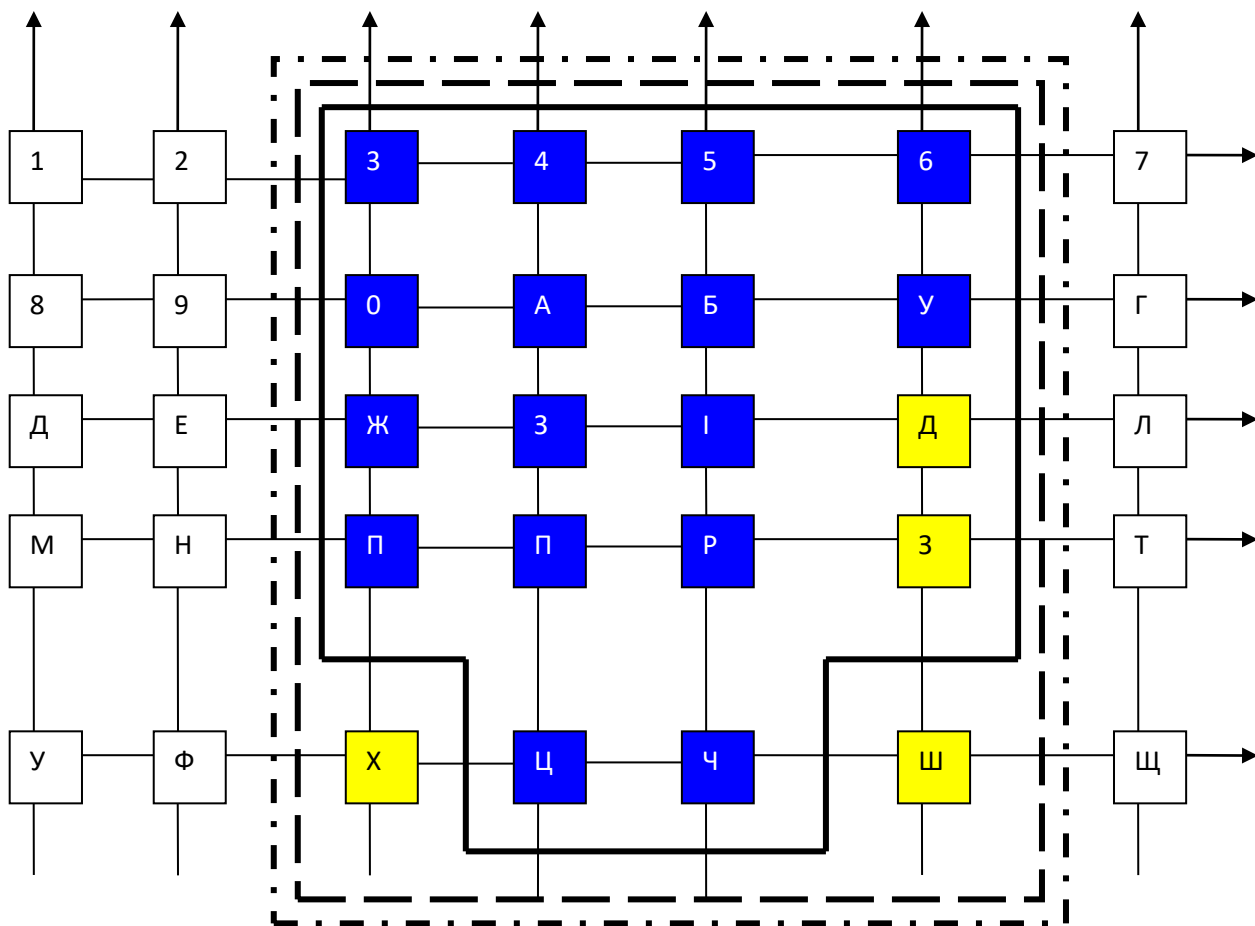 1 2 3 4 5 6 7
8 9 0 А Б У Г
Д Е Ж З І Д Л
М Н П П Р З Т
У Ф Х Ц Ч Ш Щ